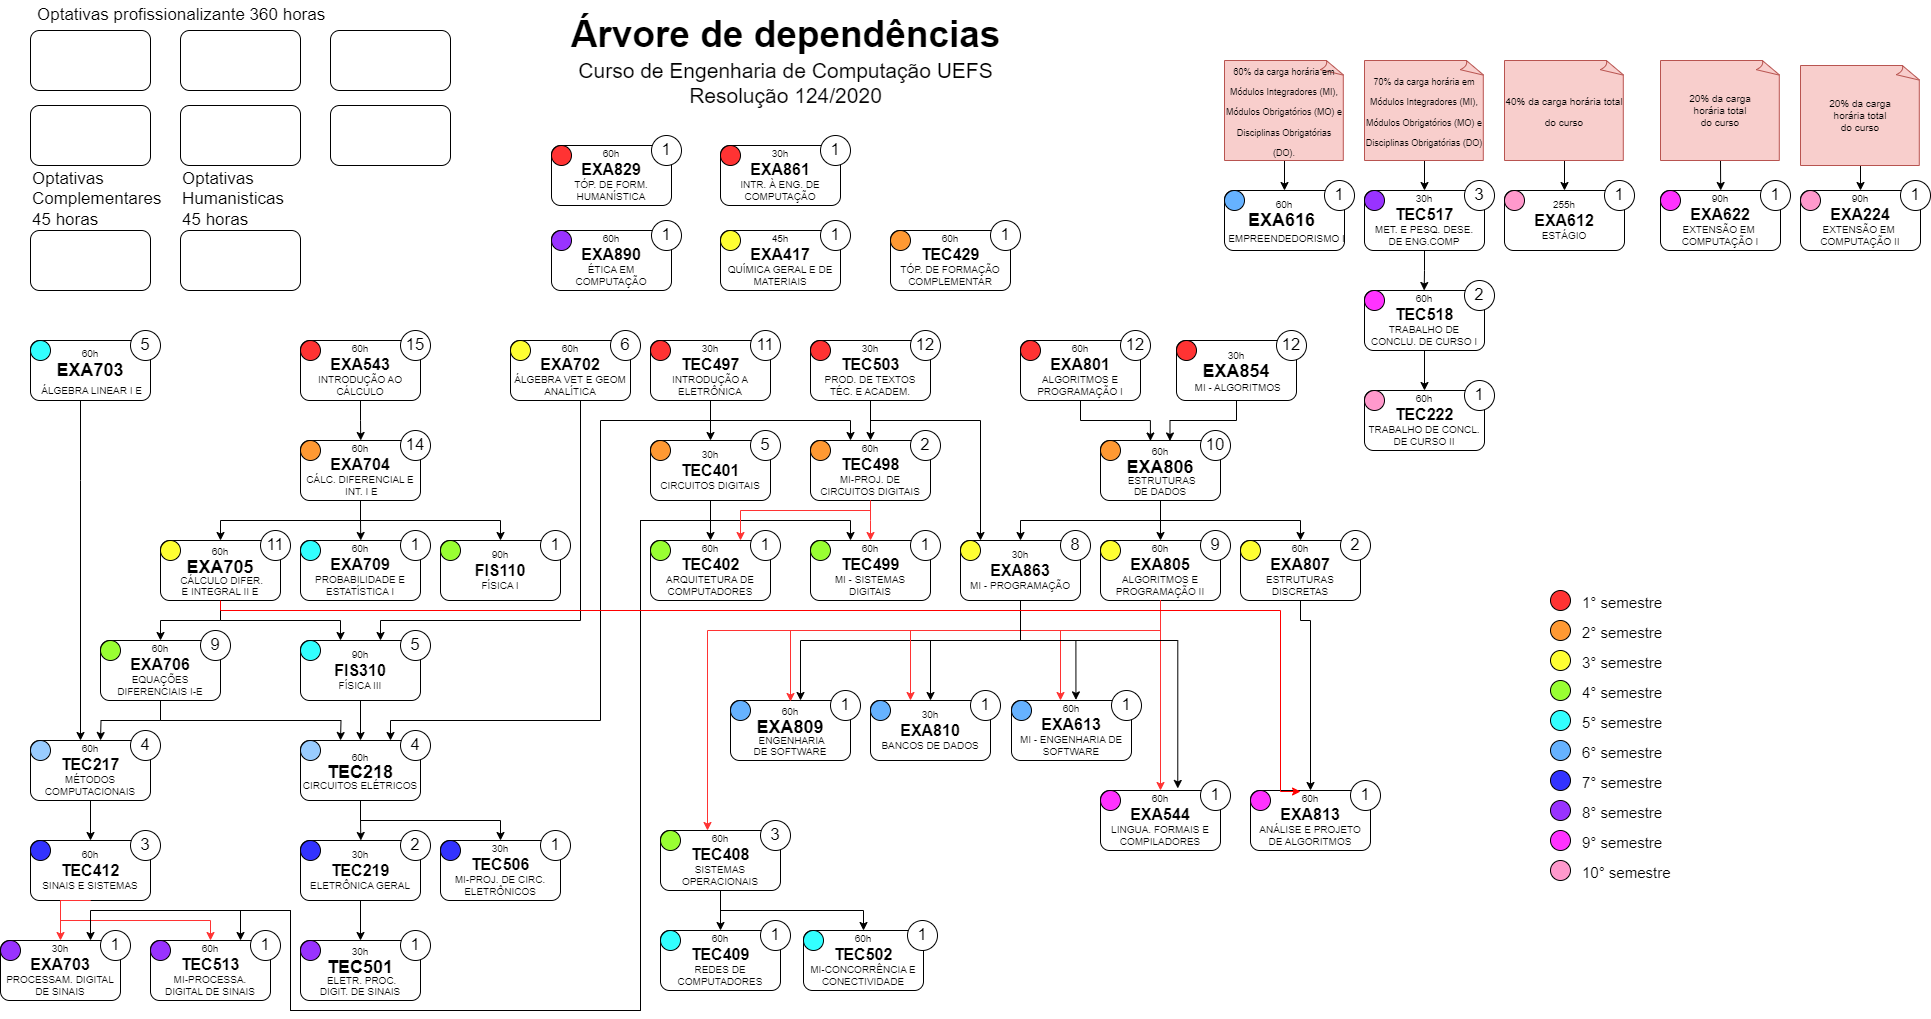 Optativas profissionalizante 360 horas
Árvore de dependências
Curso de Engenharia de Computação UEFS
Resolução 124/2020
Optativas
Complementares
45 horas
Optativas
Humanisticas
45 horas
60% da carga horária em
Módulos Integradores (MI),
Módulos Obrigatórios (MO) e
Disciplinas Obrigatórias
(DO).
70% da carga horária em
Módulos Integradores (MI),
Módulos Obrigatórios (MO) e
Disciplinas Obrigatórias (DO)
40% da carga horária total
do curso
20% da carga
horária total
do curso
20% da carga
horária total
do curso
60h
1
EXA829
TÓP. DE FORM.
HUMANÍSTICA
30h
1
EXA861
INTR. À ENG. DE
COMPUTAÇÃO
60h
1
EXA616
EMPREENDEDORISMO I
30h
3
TEC517
MET. E PESQ. DESE.
DE ENG.COMP
255h
1
EXA612
ESTÁGIO
90h
1
EXA622
EXTENSÃO EM
COMPUTAÇÃO I
90h
1
EXA224
EXTENSÃO EM
COMPUTAÇÃO II
60h
1
EXA890
ÉTICA EM
COMPUTAÇÃO
45h
1
EXA417
QUÍMICA GERAL E DE
MATERIAIS
60h
1
TEC429
TÓP. DE FORMAÇÃO
COMPLEMENTAR
60h
2
TEC518
TRABALHO DE
CONCLU. DE CURSO I
60h
5
EXA703
ÁLGEBRA LINEAR I E
60h
15
EXA543
INTRODUÇÃO AO
CÁLCULO
60h
6
EXA702
ÁLGEBRA VET E GEOM
ANALÍTICA
30h
11
TEC497
INTRODUÇÃO A
ELETRÔNICA
30h
12
TEC503
PROD. DE TEXTOS
TÉC. E ACADEM.
60h
12
EXA801
ALGORITMOS E
PROGRAMAÇÃO I
30h
12
EXA854
MI - ALGORITMOS
60h
1
TEC222
TRABALHO DE CONCL.
DE CURSO II
60h
14
EXA704
CÁLC. DIFERENCIAL E
INT. I E
30h
5
TEC401
CIRCUITOS DIGITAIS
60h
2
TEC498
MI-PROJ. DE
CIRCUITOS DIGITAIS
60h
10
EXA806
ESTRUTURAS
DE DADOS
60h
11
EXA705
CÁLCULO DIFER.
E INTEGRAL II E
60h
1
EXA709
PROBABILIDADE E
ESTATÍSTICA I
90h
1
FIS110
FÍSICA I
60h
1
TEC402
ARQUITETURA DE
COMPUTADORES
60h
1
TEC499
MI - SISTEMAS
DIGITAIS
30h
8
EXA863
MI - PROGRAMAÇÃO
60h
9
EXA805
ALGORITMOS E
PROGRAMAÇÃO II
60h
2
EXA807
ESTRUTURAS
DISCRETAS
60h
9
EXA706
EQUAÇÕES
DIFERENCIAIS I-E
90h
5
FIS310
FÍSICA III
60h
1
EXA809
ENGENHARIA
DE SOFTWARE
30h
1
EXA810
BANCOS DE DADOS
60h
1
EXA613
MI - ENGENHARIA DE
SOFTWARE
60h
4
TEC217
MÉTODOS
COMPUTACIONAIS
60h
4
TEC218
CIRCUITOS ELÉTRICOS
60h
1
EXA544
LINGUA. FORMAIS E
COMPILADORES
60h
1
EXA813
ANÁLISE E PROJETO
DE ALGORITMOS
60h
3
TEC412
SINAIS E SISTEMAS
30h
2
TEC219
ELETRÔNICA GERAL
30h
1
TEC506
MI-PROJ. DE CIRC.
ELETRÔNICOS
60h
3
TEC408
SISTEMAS
OPERACIONAIS
30h
1
EXA703
PROCESSAM. DIGITAL
DE SINAIS
60h
1
TEC513
MI-PROCESSA.
DIGITAL DE SINAIS
30h
1
TEC501
ELETR. PROC.
DIGIT. DE SINAIS
60h
1
TEC409
REDES DE
COMPUTADORES
60h
1
TEC502
MI-CONCORRÊNCIA E
CONECTIVIDADE
1° semestre
2° semestre
3° semestre
4° semestre
5° semestre
6° semestre
7° semestre
8° semestre
9° semestre
10° semestre